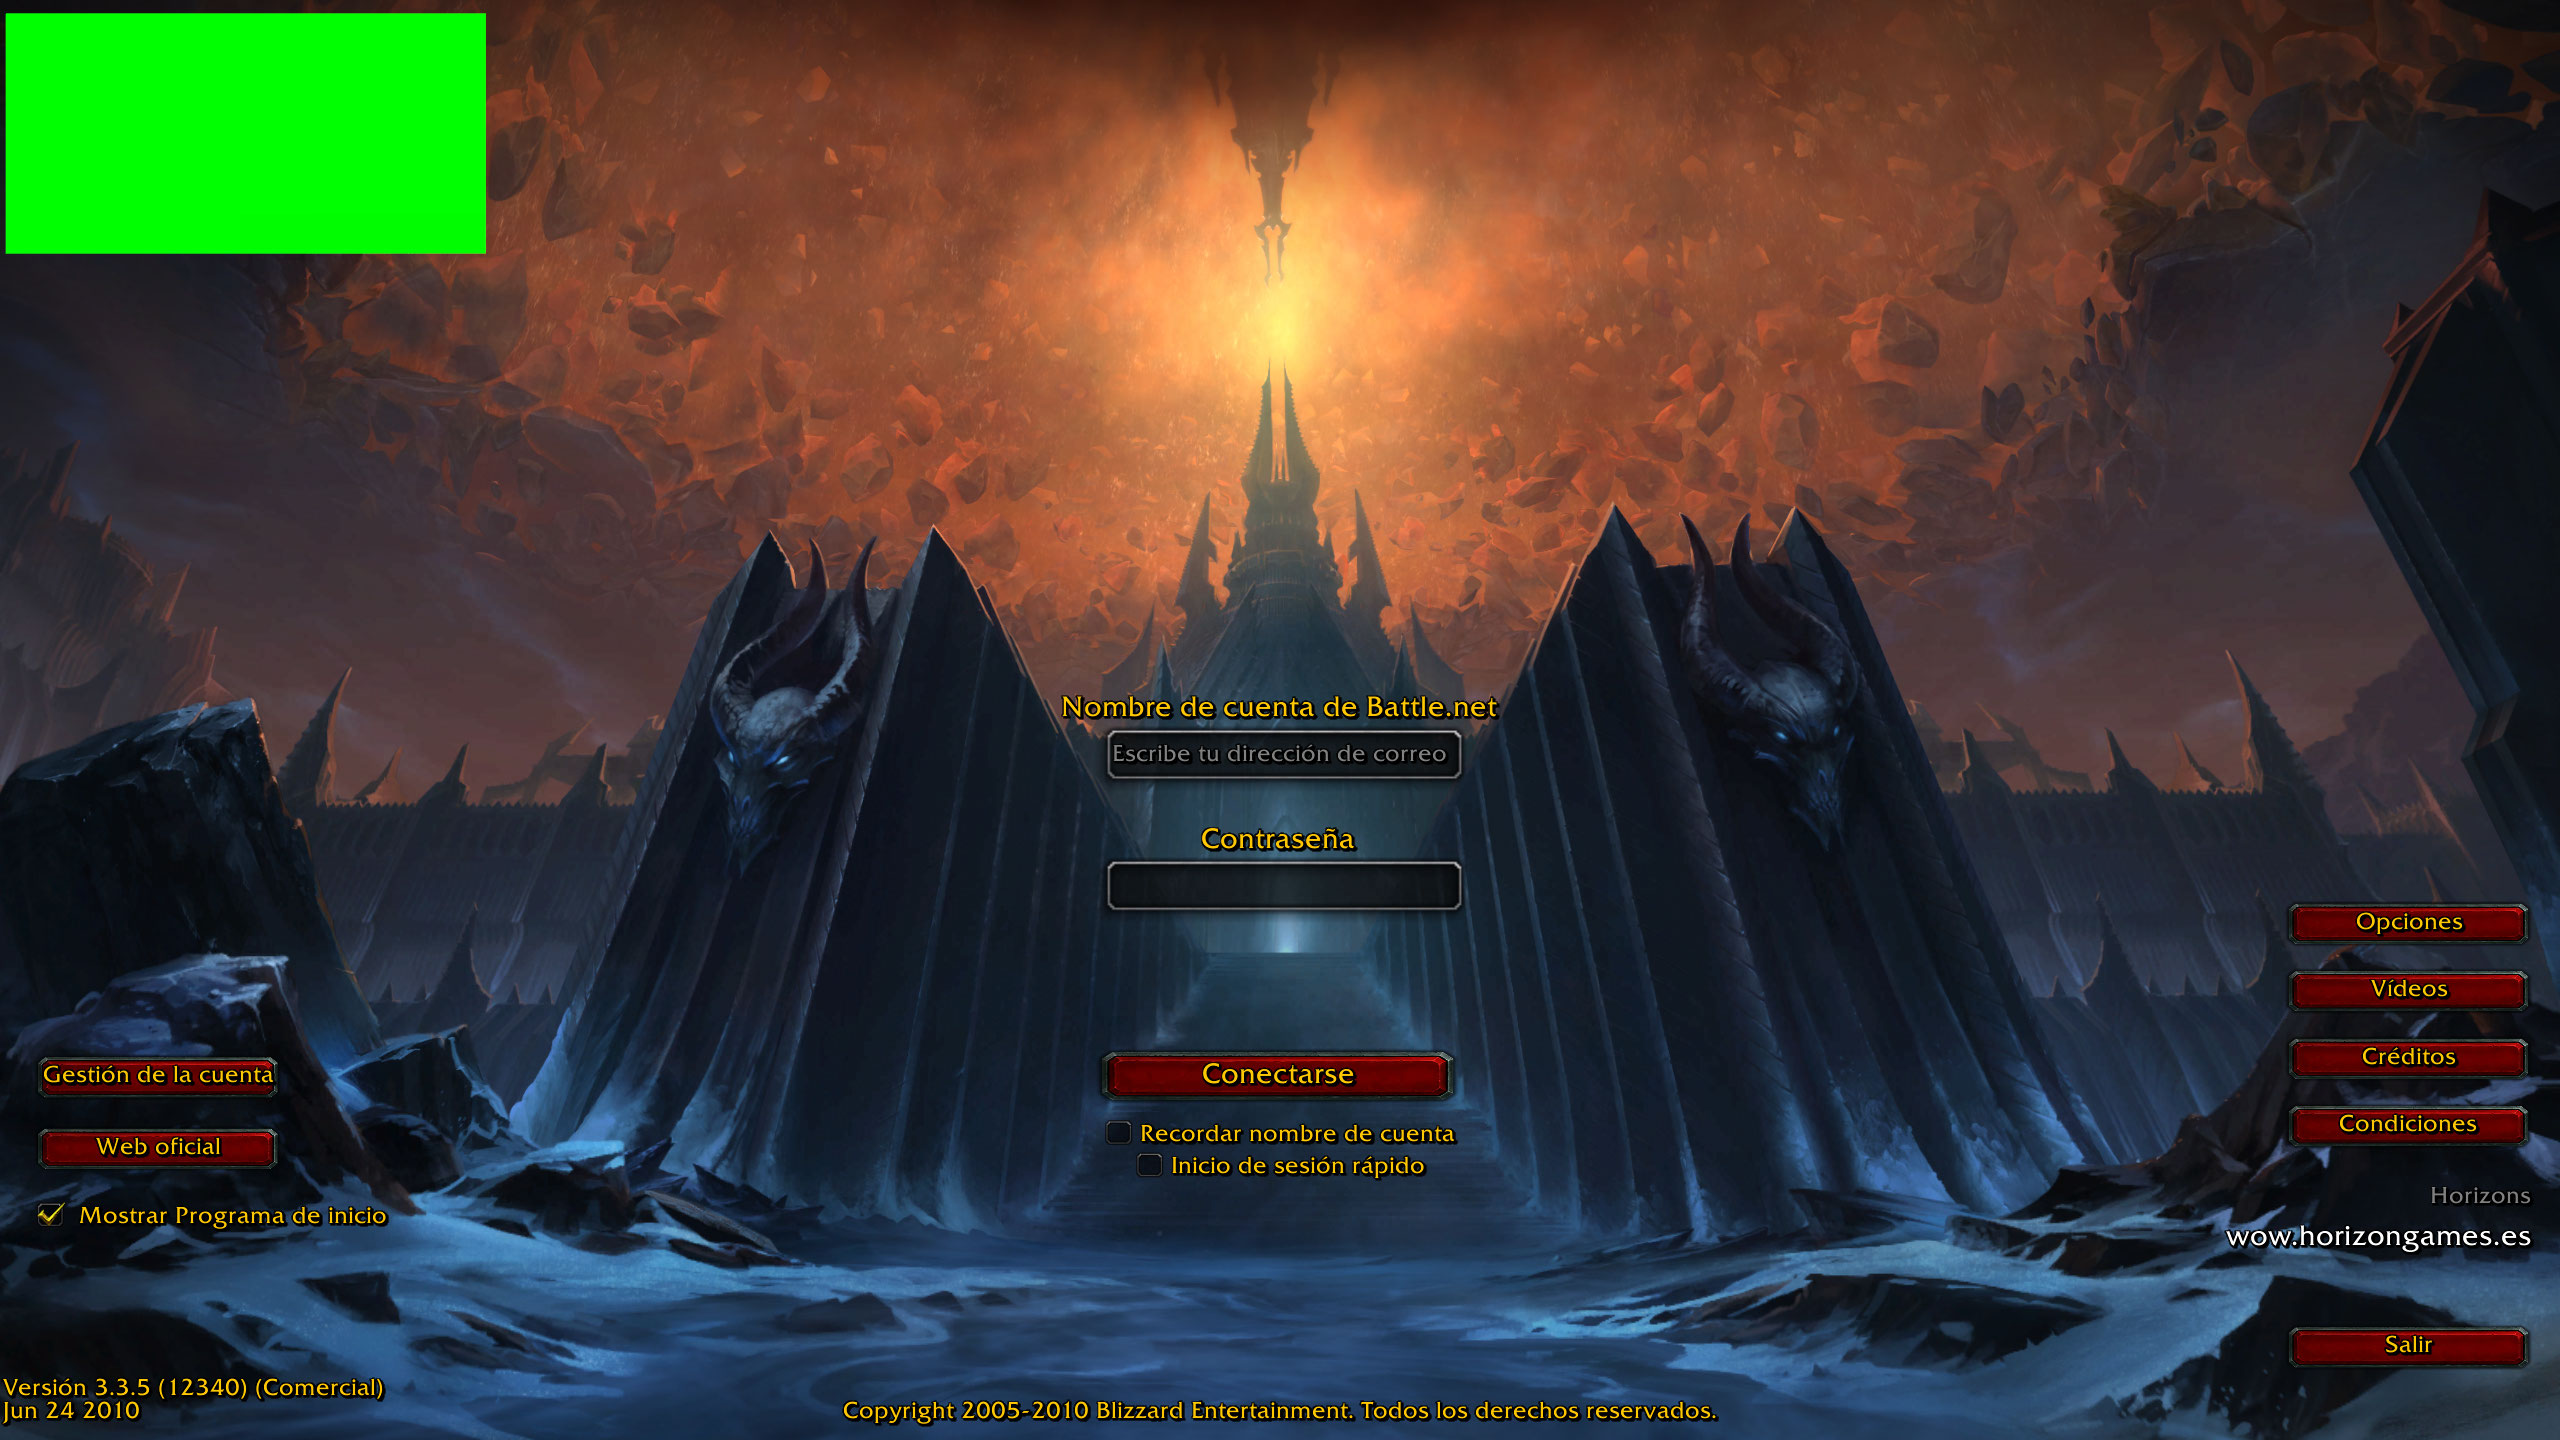 Nombre de cuenta de Battle.net
Escribe tu dirección de correo
Contraseña
Opciones
Vídeos
Créditos
Condiciones
Gestión de la cuenta
Web oficial
Mostrar Programa de inicio
Conectarse
Recordar nombre de cuenta
Inicio de sesión rápido
Horizons
wow.horizongames.es
Salir
Versión 3.3.5 (12340) (Comercial)
Jun 24 2010
Copyright 2005-2010 Blizzard Entertainment. Todos los derechos reservados.